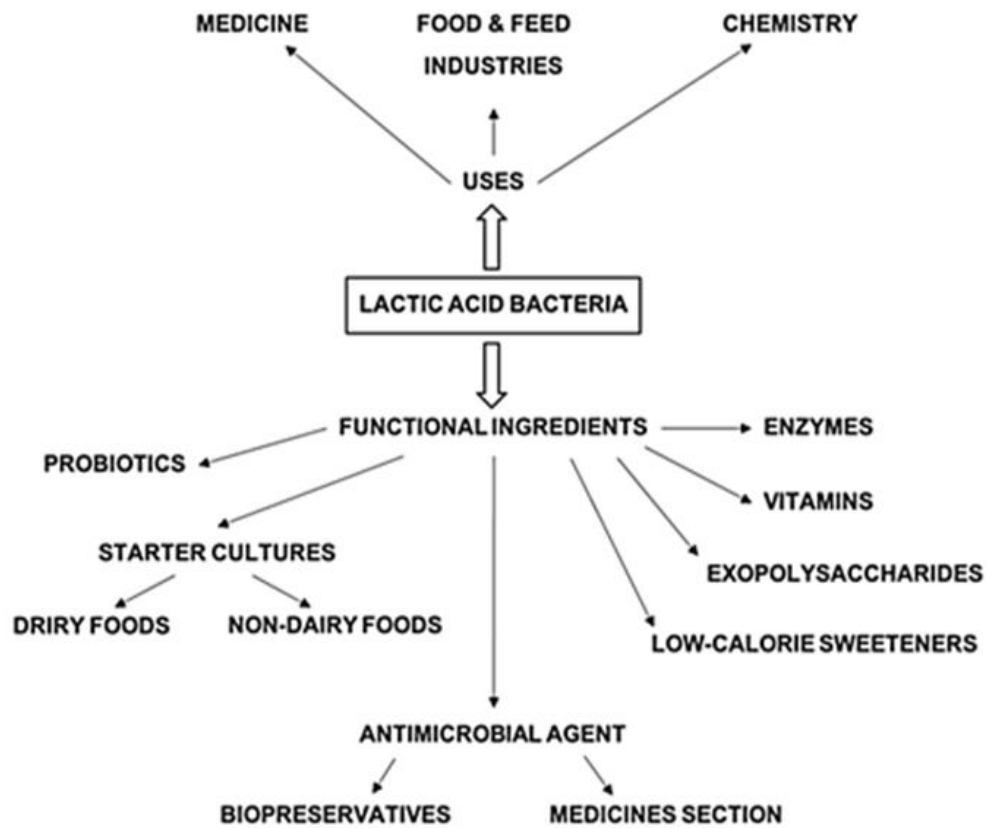 MEDICINE
FOOD & FEED
INDUSTRIES
CHEMISTRY
USES
LACTIC ACID BACTERIA
FUNCTIONAL INGREDIENTS
ENZYMES
PROBIOTICS
VITAMINS
STARTER CULTURES
EXOPOLYSACCHARIDES
DRIRY FOODS
NON-DAIRY FOODS
LOW-CALORIE SWEETENERS
ANTIMICROBIAL AGENT
BIOPRESERVATIVES
MEDICINES SECTION